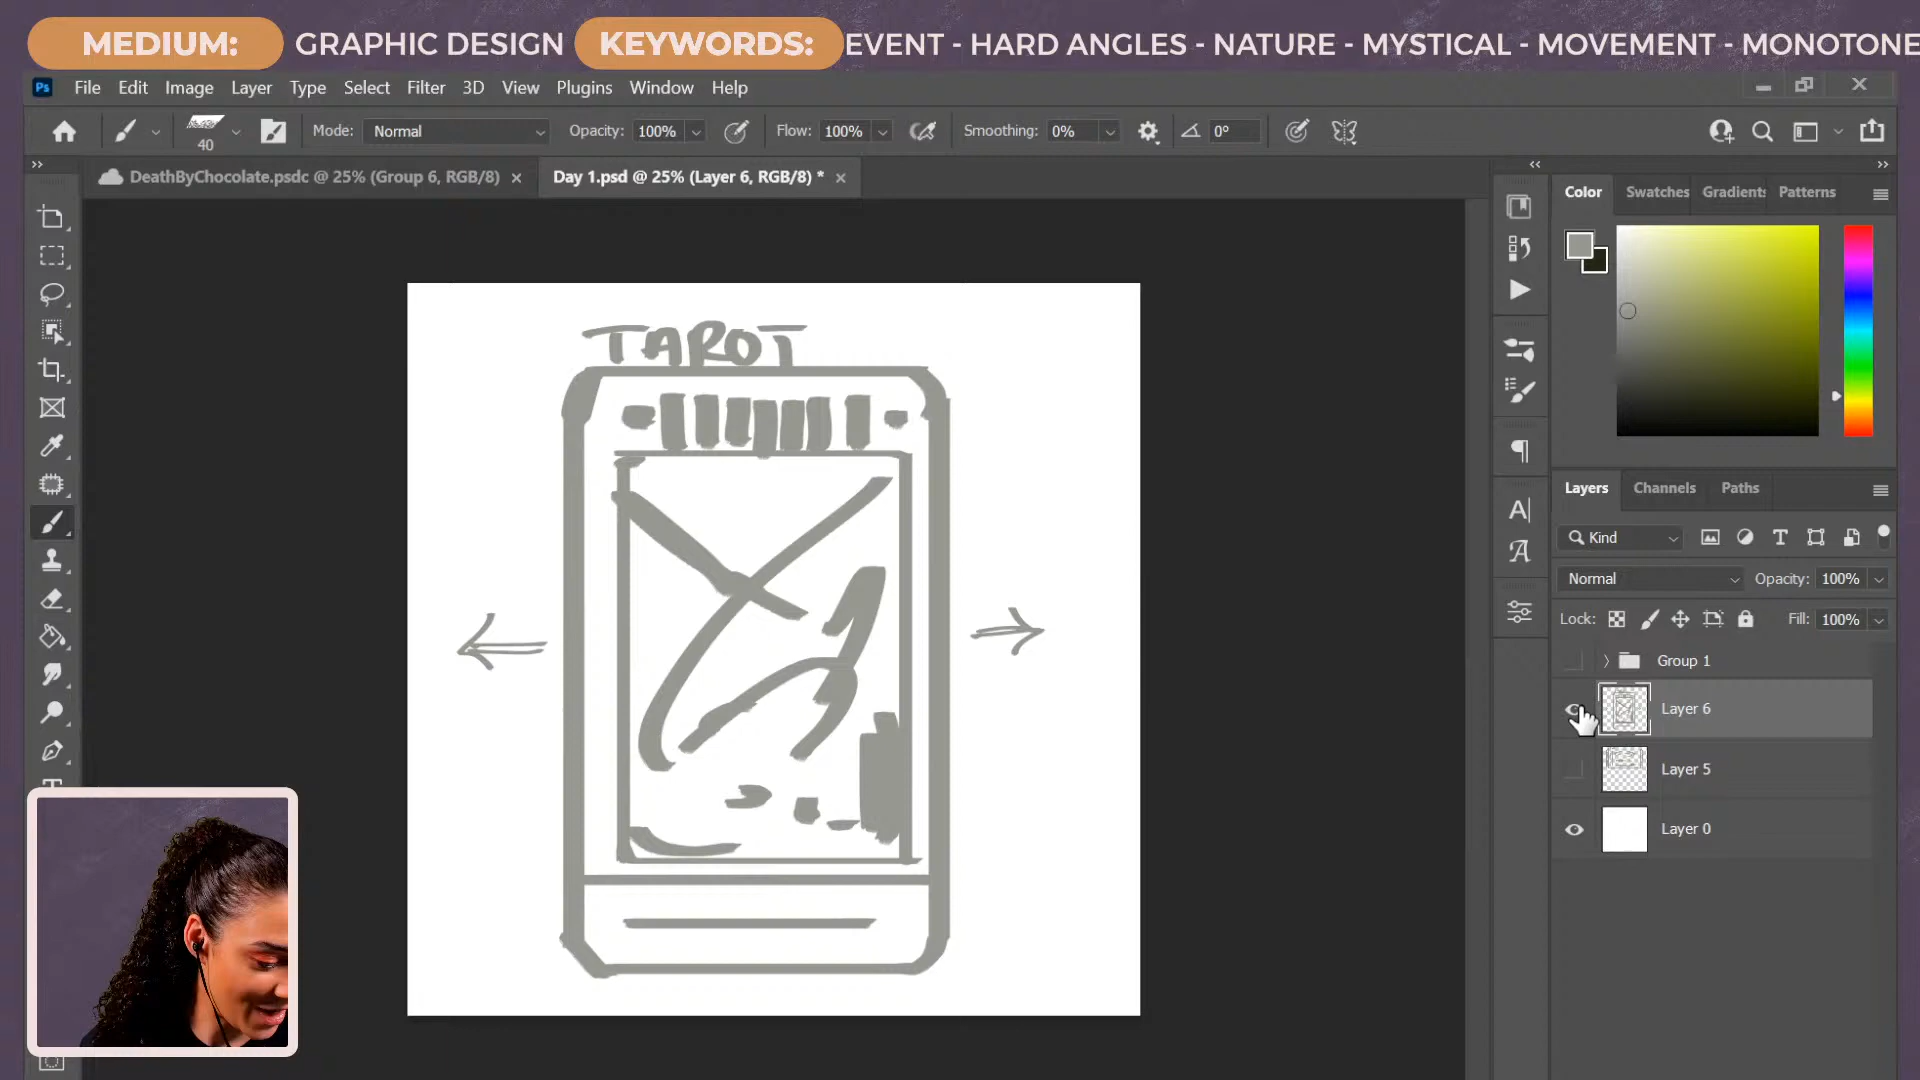 MEDIUM: GRAPHIC DESIGN KEYWORDS: EVENT - HARD ANGLES - NATURE - MYSTICAL - MOVEMENT - MONOTONE
Ps File Edit Image Layer Type Select Filter 3D View Plugins Window Help
40 Mode: Normal Opacity: 100% Flow: 100% Smoothing: 0% 0°
DeathByChocolate.psdc @ 25% (Group 6, RGB/8) × Day 1.psd @ 25% (Layer 6, RGB/8) * ×
Color Swatches Gradients Patterns
TAROT
Layers Channels Paths
Kind
Normal Opacity: 100%
Lock: Fill: 100%
Group 1
Layer 6
Layer 5
Layer 0